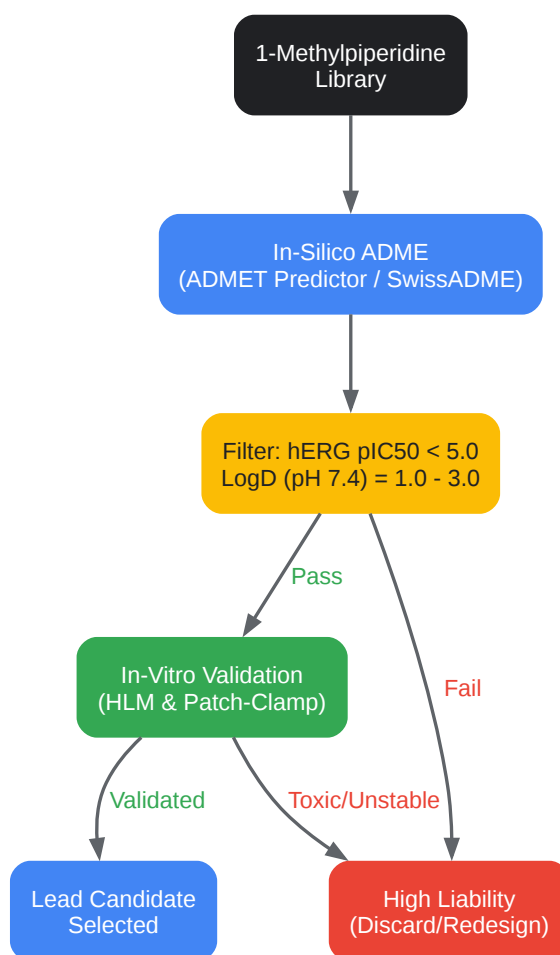 1-Methylpiperidine
Library
In-Silico ADME
(ADMET Predictor / SwissADME)
Filter: hERG pIC50 < 5.0
LogD (pH 7.4) = 1.0 - 3.0
Pass
In-Vitro Validation
(HLM & Patch-Clamp)
Fail
Validated
Toxic/Unstable
Lead Candidate
Selected
High Liability
(Discard/Redesign)